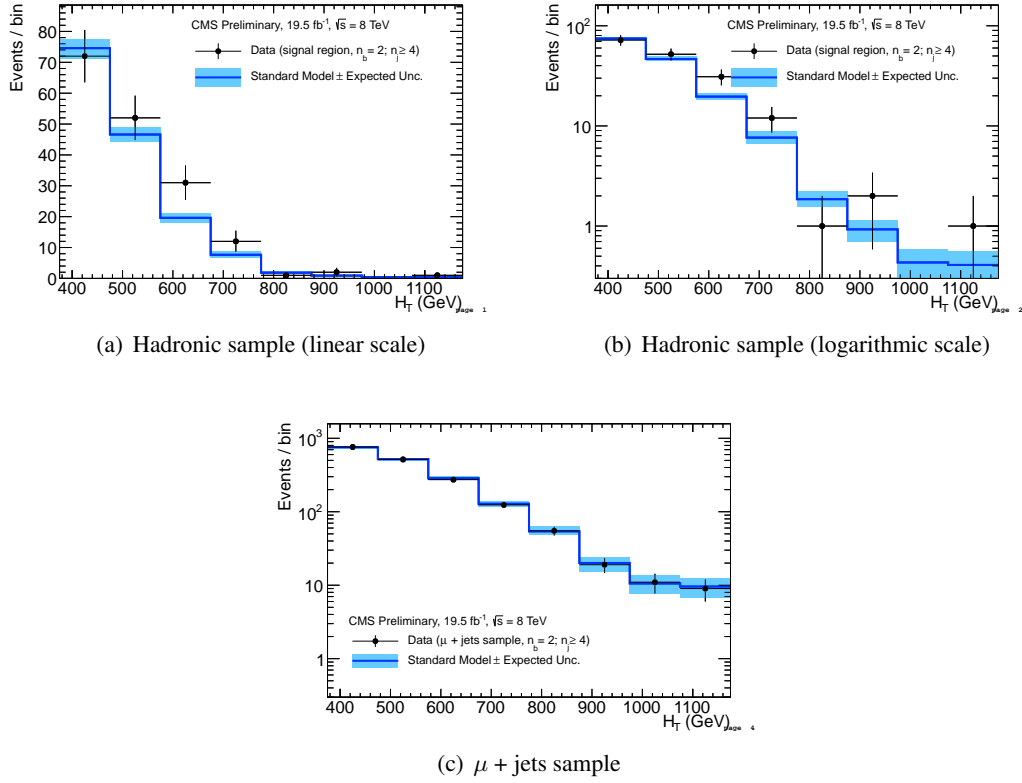 CMS Preliminary, 19.5 fb⁻¹, √s = 8 TeV
Data (signal region, n_b = 2; n_j ≥ 4)
Standard Model ± Expected Unc.
Events / bin
80
70
60
50
40
30
20
10
0
400 500 600 700 800 900 1000 1100
H_T (GeV)
page 1
(a) Hadronic sample (linear scale)
CMS Preliminary, 19.5 fb⁻¹, √s = 8 TeV
Data (signal region, n_b = 2; n_j ≥ 4)
Standard Model ± Expected Unc.
Events / bin
10²
10
1
400 500 600 700 800 900 1000 1100
H_T (GeV)
page 2
(b) Hadronic sample (logarithmic scale)
Events / bin
10³
10²
10
1
CMS Preliminary, 19.5 fb⁻¹, √s = 8 TeV
Data (μ + jets sample, n_b = 2; n_j ≥ 4)
Standard Model ± Expected Unc.
400 500 600 700 800 900 1000 1100
H_T (GeV)
page 4
(c) μ + jets sample